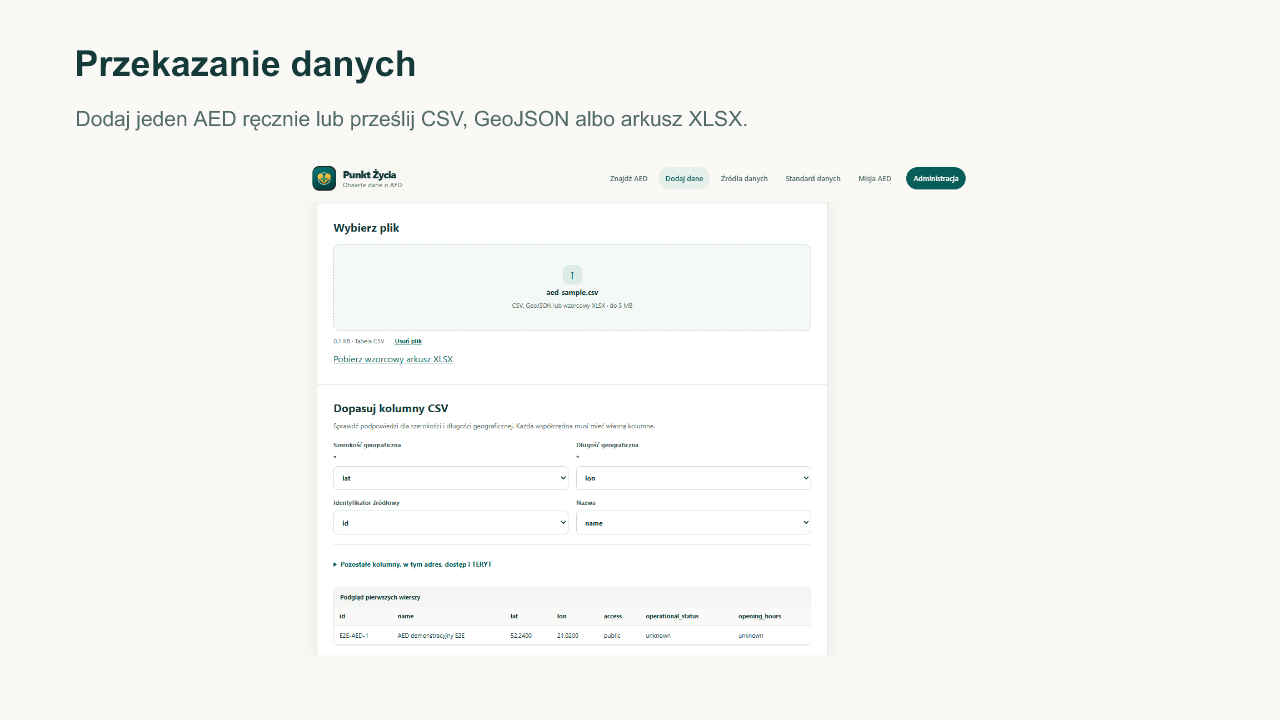 Przekazanie danych
Dodaj jeden AED ręcznie lub prześlij CSV, GeoJSON albo arkusz XLSX.
Punkt Życia
Otwarte dane o AED
Znajdź AED Dodaj dane Źródła danych Standard danych Misja AED Administracja
Wybierz plik
↑
aed-sample.csv
CSV, GeoJSON lub wzorcowy XLSX · do 5 MB
0,1 KB · Tabela CSV Usuń plik
Pobierz wzorcowy arkusz XLSX
Dopasuj kolumny CSV
Sprawdź podpowiedzi dla szerokości i długości geograficznej. Każda współrzędna musi mieć własną kolumnę.
Szerokość geograficzna Długość geograficzna
* *
lat lon
Identyfikator źródłowy Nazwa
id name
Pozostałe kolumny, w tym adres, dostęp i TERYT
Podgląd pierwszych wierszy
id name lat lon access operational_status opening_hours
E2E-AED-1 AED demonstracyjny E2E 52.2400 21.0200 public unknown unknown